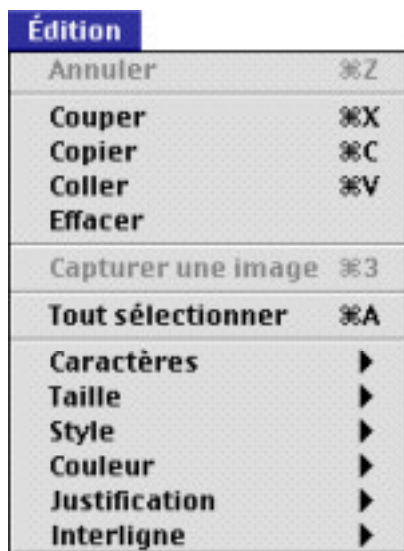 Édition
Annuler ⌘Z
Couper ⌘X
Copier ⌘C
Coller ⌘V
Effacer
Capturer une image ⌘3
Tout sélectionner ⌘A
Caractères
Taille
Style
Couleur
Justification
Interligne